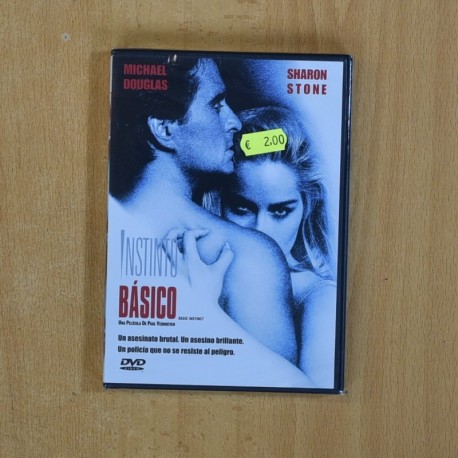 MICHAEL
DOUGLAS
SHARON
STONE
€ 2.00
INSTINTO
BÁSICO
BASIC INSTINCT
UNA PELÍCULA DE PAUL VERHOEVEN
Un asesinato brutal. Un asesino brillante.
Un policía que no se resiste al peligro.
DVD
VIDEO